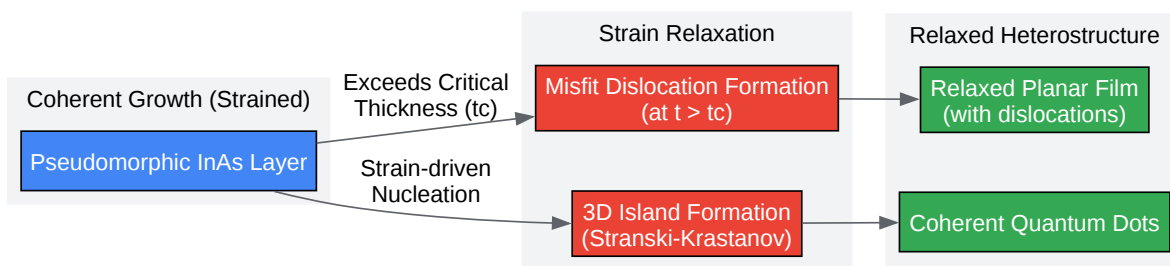 Coherent Growth (Strained)
Pseudomorphic InAs Layer
Exceeds Critical
Thickness (tc)
Strain-driven
Nucleation
Strain Relaxation
Misfit Dislocation Formation
(at t > tc)
3D Island Formation
(Stranski-Krastanov)
Relaxed Heterostructure
Relaxed Planar Film
(with dislocations)
Coherent Quantum Dots